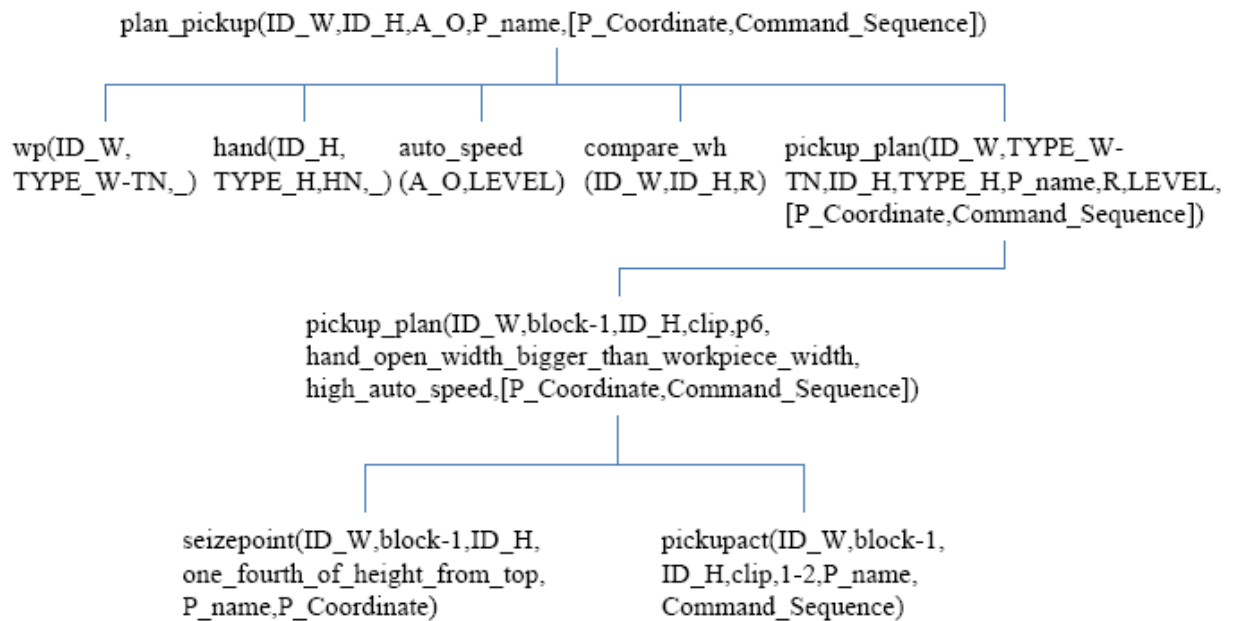 plan_pickup(ID_W,ID_H,A_O,P_name,[P_Coordinate,Command_Sequence])
wp(ID_W,
TYPE_W-TN,_)
hand(ID_H,
TYPE_H,HN,_)
auto_speed
(A_O,LEVEL)
compare_wh
(ID_W,ID_H,R)
pickup_plan(ID_W,TYPE_W-
TN,ID_H,TYPE_H,P_name,R,LEVEL,
[P_Coordinate,Command_Sequence])
pickup_plan(ID_W,block-1,ID_H,clip,p6,
hand_open_width_bigger_than_workpiece_width,
high_auto_speed,[P_Coordinate,Command_Sequence])
seizepoint(ID_W,block-1,ID_H,
one_fourth_of_height_from_top,
P_name,P_Coordinate)
pickupact(ID_W,block-1,
ID_H,clip,1-2,P_name,
Command_Sequence)